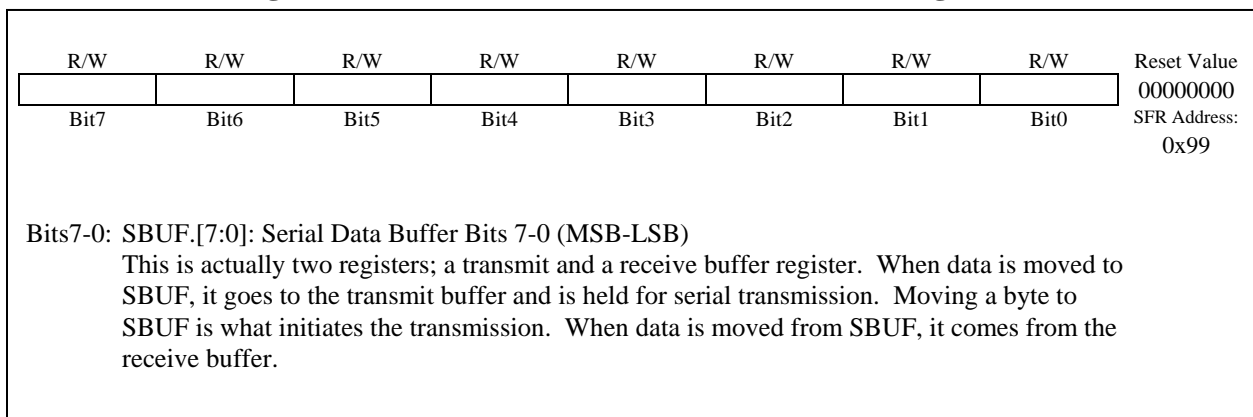 R/W R/W R/W R/W R/W R/W R/W R/W Reset Value
00000000
Bit7 Bit6 Bit5 Bit4 Bit3 Bit2 Bit1 Bit0 SFR Address:
0x99
Bits7-0: SBUF.[7:0]: Serial Data Buffer Bits 7-0 (MSB-LSB)
This is actually two registers; a transmit and a receive buffer register. When data is moved to
SBUF, it goes to the transmit buffer and is held for serial transmission. Moving a byte to
SBUF is what initiates the transmission. When data is moved from SBUF, it comes from the
receive buffer.